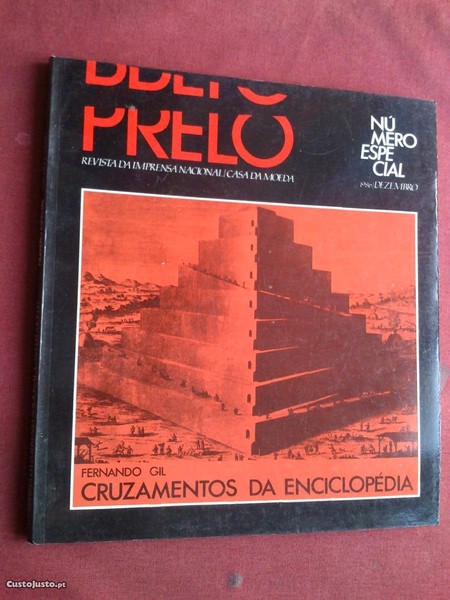 PRELO
REVISTA DA IMPRENSA NACIONAL / CASA DA MOEDA
NÚ
MERO
ESPE
CIAL
1986 / DEZEMBRO
FERNANDO GIL
CRUZAMENTOS DA ENCICLOPÉDIA
CustoJusto.pt